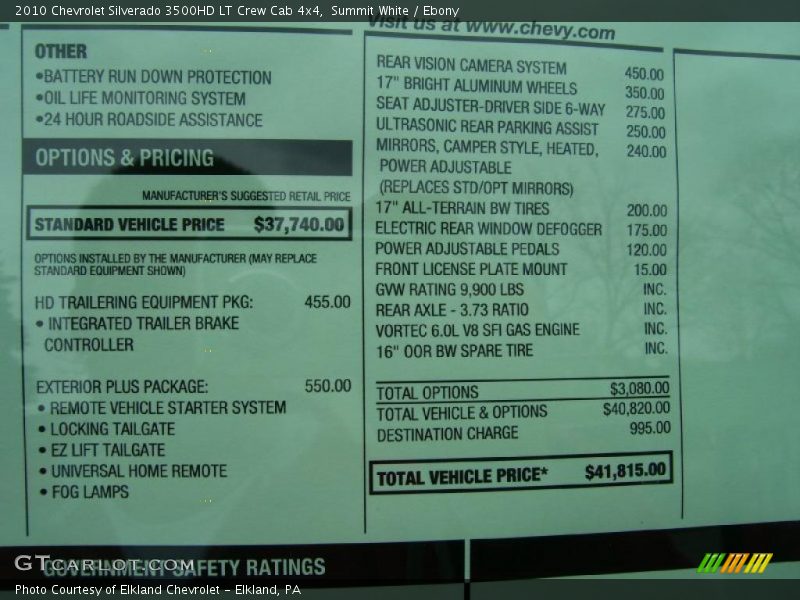 2010 Chevrolet Silverado 3500HD LT Crew Cab 4x4,  Summit White / Ebony
Visit us at www.chevy.com
OTHER
•BATTERY RUN DOWN PROTECTION
•OIL LIFE MONITORING SYSTEM
•24 HOUR ROADSIDE ASSISTANCE
OPTIONS & PRICING
MANUFACTURER'S SUGGESTED RETAIL PRICE
STANDARD VEHICLE PRICE $37,740.00
OPTIONS INSTALLED BY THE MANUFACTURER (MAY REPLACE
STANDARD EQUIPMENT SHOWN)
HD TRAILERING EQUIPMENT PKG: 455.00
• INTEGRATED TRAILER BRAKE
CONTROLLER
EXTERIOR PLUS PACKAGE: 550.00
• REMOTE VEHICLE STARTER SYSTEM
• LOCKING TAILGATE
• EZ LIFT TAILGATE
• UNIVERSAL HOME REMOTE
• FOG LAMPS
REAR VISION CAMERA SYSTEM 450.00
17" BRIGHT ALUMINUM WHEELS 350.00
SEAT ADJUSTER-DRIVER SIDE 6-WAY 275.00
ULTRASONIC REAR PARKING ASSIST 250.00
MIRRORS, CAMPER STYLE, HEATED, 240.00
POWER ADJUSTABLE
(REPLACES STD/OPT MIRRORS)
17" ALL-TERRAIN BW TIRES 200.00
ELECTRIC REAR WINDOW DEFOGGER 175.00
POWER ADJUSTABLE PEDALS 120.00
FRONT LICENSE PLATE MOUNT 15.00
GVW RATING 9,900 LBS INC.
REAR AXLE - 3.73 RATIO INC.
VORTEC 6.0L V8 SFI GAS ENGINE INC.
16" OOR BW SPARE TIRE INC.
TOTAL OPTIONS $3,080.00
TOTAL VEHICLE & OPTIONS $40,820.00
DESTINATION CHARGE 995.00
TOTAL VEHICLE PRICE* $41,815.00
GOVERNMENT SAFETY RATINGS
GTCARLOT.COM
Photo Courtesy of Elkland Chevrolet - Elkland, PA